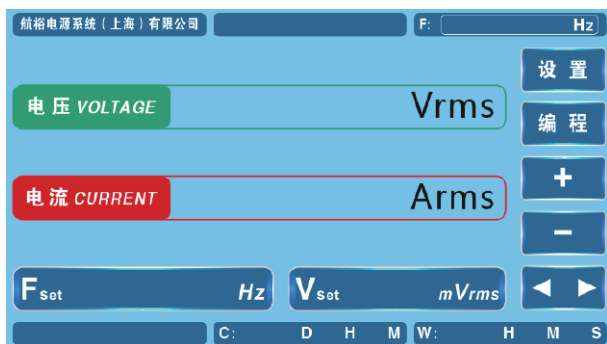 航裕电源系统(上海)有限公司 F: Hz
设 置
电 压 VOLTAGE Vrms
编 程
+
电 流 CURRENT Arms
−
Fset Hz Vset mVrms ◀ ▶
C: D H M W: H M S